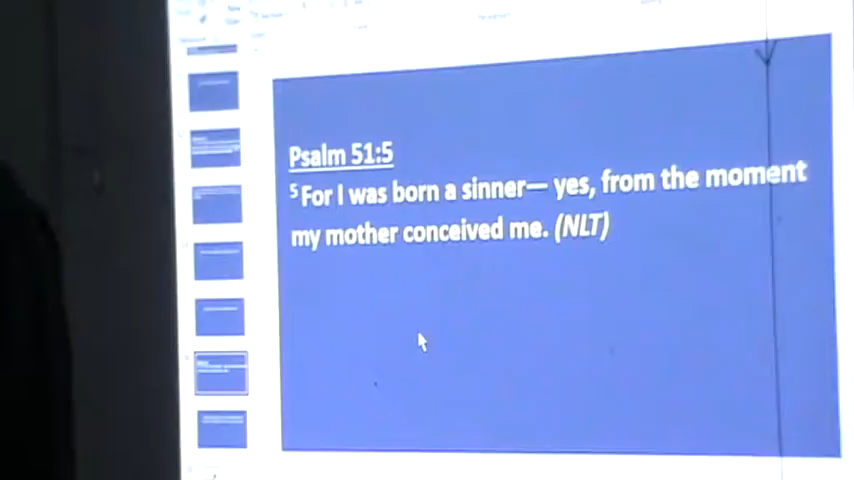 Psalm 51:5
5 For I was born a sinner— yes, from the moment
my mother conceived me. (NLT)